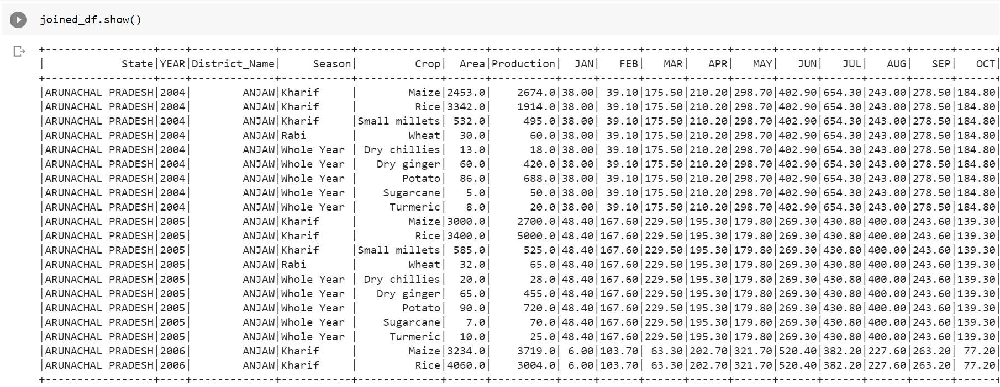 joined_df.show()
+-----------------+----+-------------+-----------+-------------+------+----------+-----+------+------+------+------+------+------+------+------+------+
|            State|YEAR|District_Name|     Season|         Crop|  Area|Production|  JAN|   FEB|   MAR|   APR|   MAY|   JUN|   JUL|   AUG|   SEP|   OCT|
+-----------------+----+-------------+-----------+-------------+------+----------+-----+------+------+------+------+------+------+------+------+------+
|ARUNACHAL PRADESH|2004|        ANJAW|Kharif     |        Maize|2453.0|    2674.0|38.00| 39.10|175.50|210.20|298.70|402.90|654.30|243.00|278.50|184.80|
|ARUNACHAL PRADESH|2004|        ANJAW|Kharif     |         Rice|3342.0|    1914.0|38.00| 39.10|175.50|210.20|298.70|402.90|654.30|243.00|278.50|184.80|
|ARUNACHAL PRADESH|2004|        ANJAW|Kharif     |Small millets| 532.0|     495.0|38.00| 39.10|175.50|210.20|298.70|402.90|654.30|243.00|278.50|184.80|
|ARUNACHAL PRADESH|2004|        ANJAW|Rabi       |        Wheat|  30.0|      60.0|38.00| 39.10|175.50|210.20|298.70|402.90|654.30|243.00|278.50|184.80|
|ARUNACHAL PRADESH|2004|        ANJAW|Whole Year | Dry chillies|  13.0|      18.0|38.00| 39.10|175.50|210.20|298.70|402.90|654.30|243.00|278.50|184.80|
|ARUNACHAL PRADESH|2004|        ANJAW|Whole Year |   Dry ginger|  60.0|     420.0|38.00| 39.10|175.50|210.20|298.70|402.90|654.30|243.00|278.50|184.80|
|ARUNACHAL PRADESH|2004|        ANJAW|Whole Year |       Potato|  86.0|     688.0|38.00| 39.10|175.50|210.20|298.70|402.90|654.30|243.00|278.50|184.80|
|ARUNACHAL PRADESH|2004|        ANJAW|Whole Year |    Sugarcane|   5.0|      50.0|38.00| 39.10|175.50|210.20|298.70|402.90|654.30|243.00|278.50|184.80|
|ARUNACHAL PRADESH|2004|        ANJAW|Whole Year |     Turmeric|   8.0|      20.0|38.00| 39.10|175.50|210.20|298.70|402.90|654.30|243.00|278.50|184.80|
|ARUNACHAL PRADESH|2005|        ANJAW|Kharif     |        Maize|3000.0|    2700.0|48.40|167.60|229.50|195.30|179.80|269.30|430.80|400.00|243.60|139.30|
|ARUNACHAL PRADESH|2005|        ANJAW|Kharif     |         Rice|3400.0|    5000.0|48.40|167.60|229.50|195.30|179.80|269.30|430.80|400.00|243.60|139.30|
|ARUNACHAL PRADESH|2005|        ANJAW|Kharif     |Small millets| 585.0|     525.0|48.40|167.60|229.50|195.30|179.80|269.30|430.80|400.00|243.60|139.30|
|ARUNACHAL PRADESH|2005|        ANJAW|Rabi       |        Wheat|  32.0|      65.0|48.40|167.60|229.50|195.30|179.80|269.30|430.80|400.00|243.60|139.30|
|ARUNACHAL PRADESH|2005|        ANJAW|Whole Year | Dry chillies|  20.0|      28.0|48.40|167.60|229.50|195.30|179.80|269.30|430.80|400.00|243.60|139.30|
|ARUNACHAL PRADESH|2005|        ANJAW|Whole Year |   Dry ginger|  65.0|     455.0|48.40|167.60|229.50|195.30|179.80|269.30|430.80|400.00|243.60|139.30|
|ARUNACHAL PRADESH|2005|        ANJAW|Whole Year |       Potato|  90.0|     720.0|48.40|167.60|229.50|195.30|179.80|269.30|430.80|400.00|243.60|139.30|
|ARUNACHAL PRADESH|2005|        ANJAW|Whole Year |    Sugarcane|   7.0|      70.0|48.40|167.60|229.50|195.30|179.80|269.30|430.80|400.00|243.60|139.30|
|ARUNACHAL PRADESH|2005|        ANJAW|Whole Year |     Turmeric|  10.0|      25.0|48.40|167.60|229.50|195.30|179.80|269.30|430.80|400.00|243.60|139.30|
|ARUNACHAL PRADESH|2006|        ANJAW|Kharif     |        Maize|3234.0|    3719.0| 6.00|103.70| 63.30|202.70|321.70|520.40|382.20|227.60|263.20| 77.20|
|ARUNACHAL PRADESH|2006|        ANJAW|Kharif     |         Rice|4060.0|    3004.0| 6.00|103.70| 63.30|202.70|321.70|520.40|382.20|227.60|263.20| 77.20|
+-----------------+----+-------------+-----------+-------------+------+----------+-----+------+------+------+------+------+------+------+------+------+